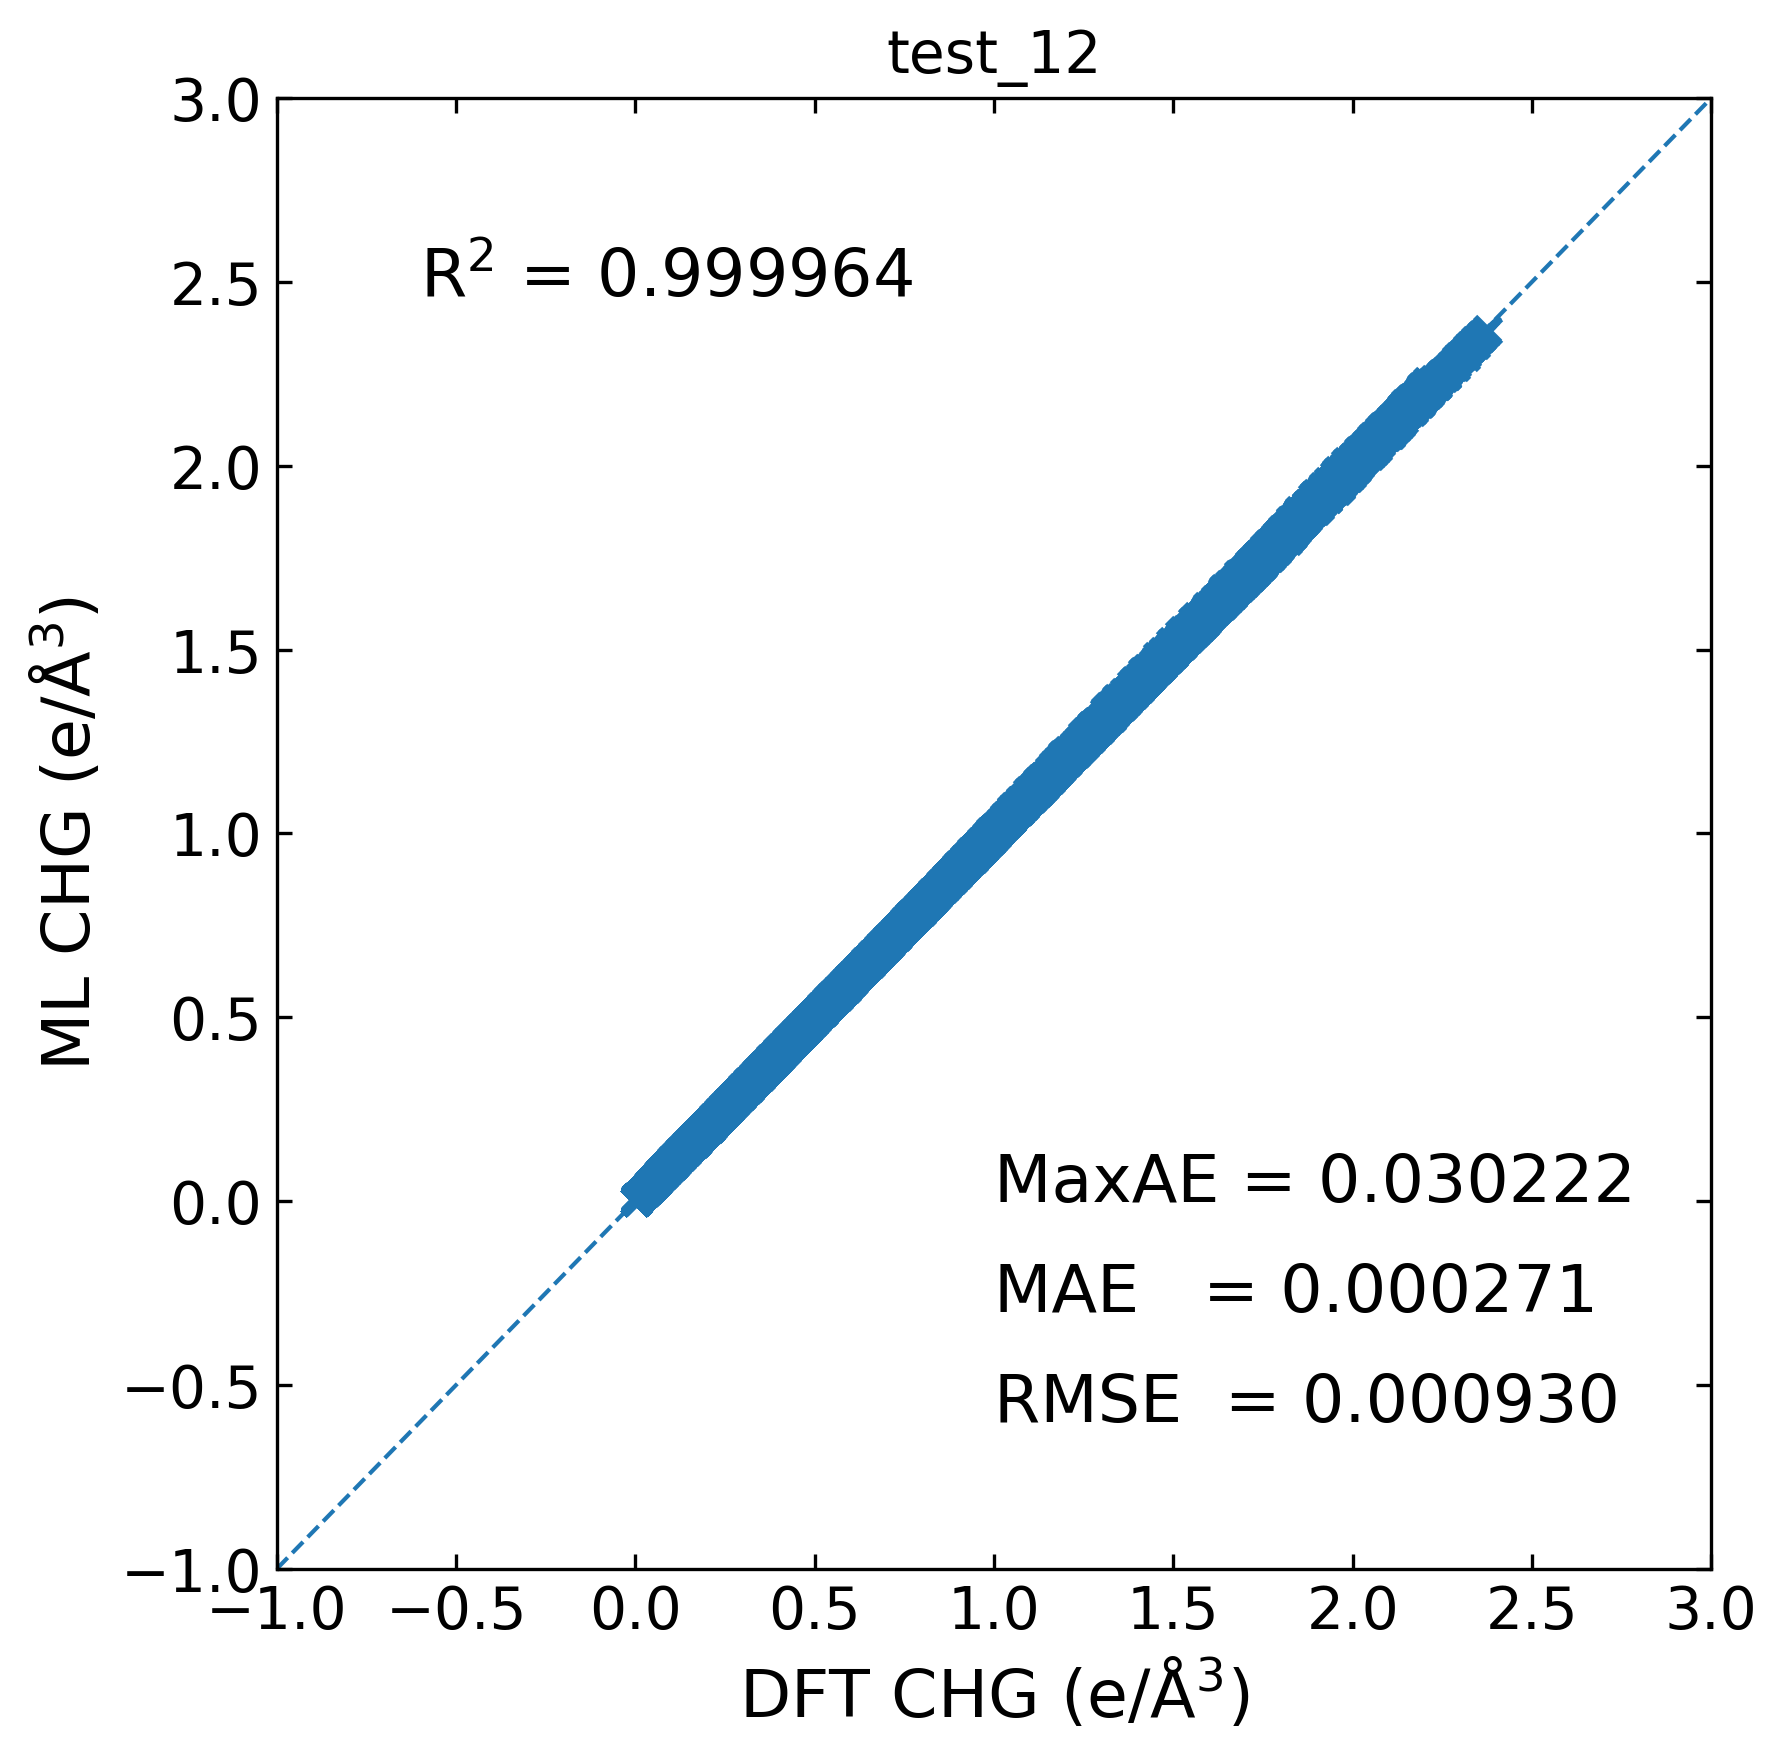 test_12
3.0
2.5
2.0
1.5
1.0
0.5
0.0
−0.5
−1.0
ML CHG (e/Å³)
R² = 0.999964
MaxAE = 0.030222
MAE = 0.000271
RMSE = 0.000930
−1.0 −0.5 0.0 0.5 1.0 1.5 2.0 2.5 3.0
DFT CHG (e/Å³)